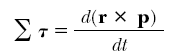 ∑ τ = d(r × p) / dt